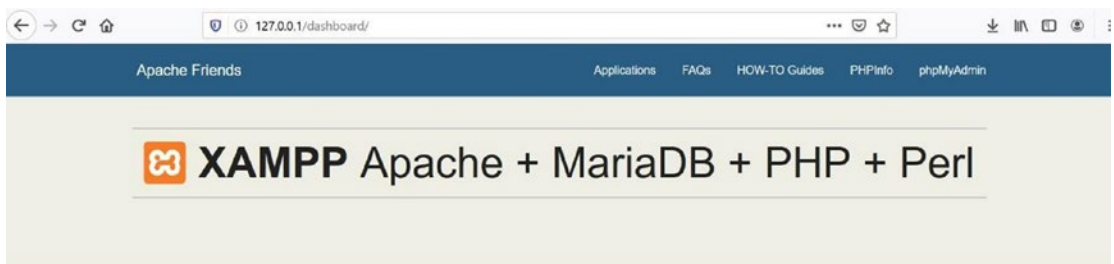 127.0.0.1/dashboard/
Apache Friends Applications FAQs HOW-TO Guides PHPInfo phpMyAdmin
XAMPP Apache + MariaDB + PHP + Perl